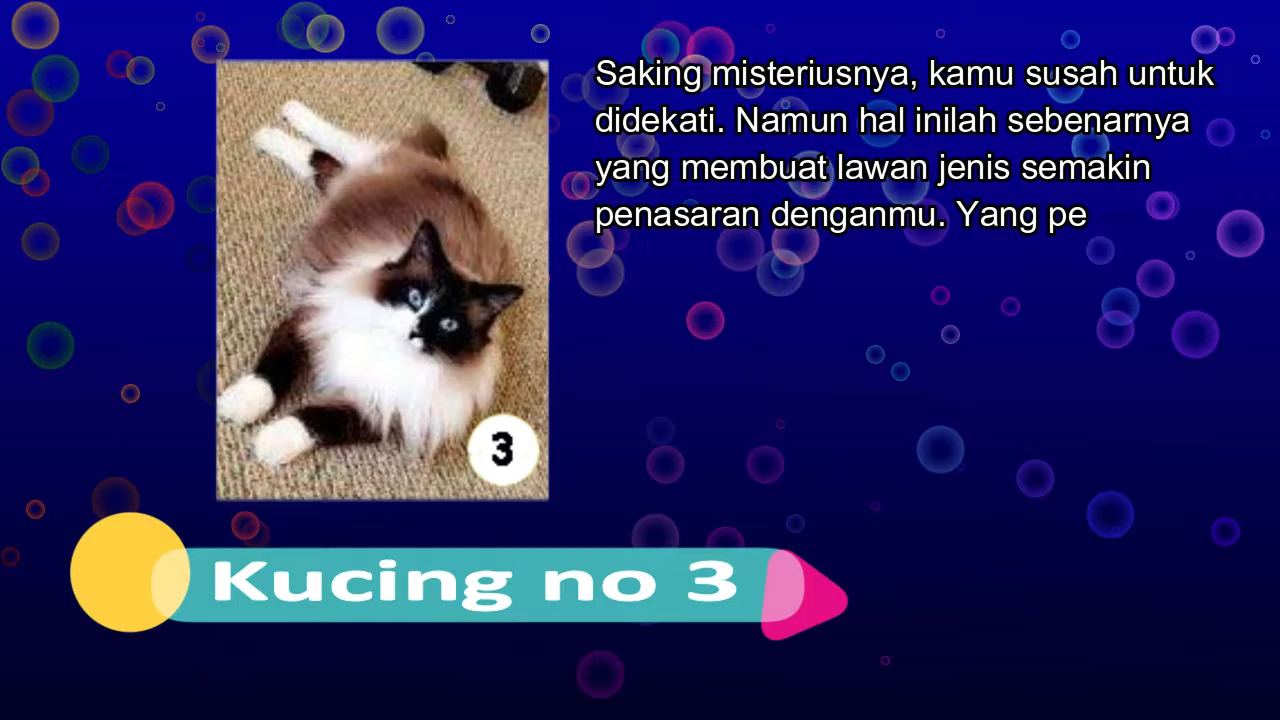 Saking misteriusnya, kamu susah untuk
didekati. Namun hal inilah sebenarnya
yang membuat lawan jenis semakin
penasaran denganmu. Yang pe
3
Kucing no 3